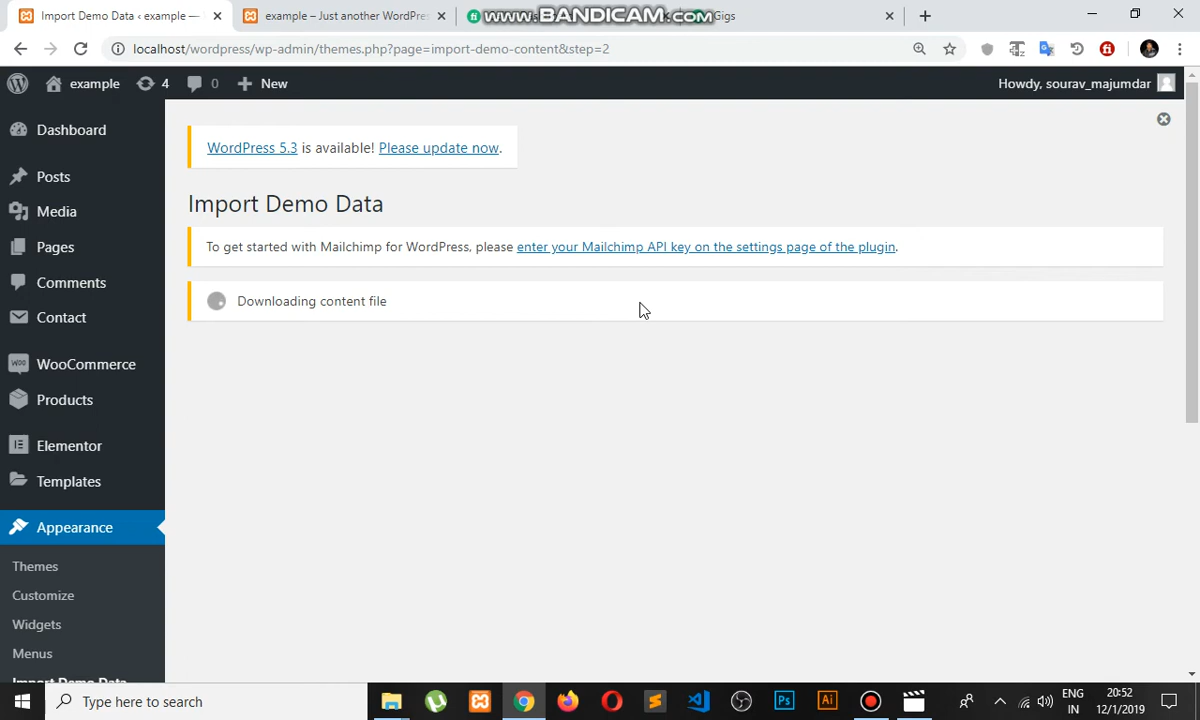 Import Demo Data ‹ example —
example – Just another WordPres
www.BANDICAM.com
Gigs
localhost/wordpress/wp-admin/themes.php?page=import-demo-content&step=2
example
4
0
New
Howdy, sourav_majumdar
Dashboard
Posts
Media
Pages
Comments
Contact
WooCommerce
Products
Elementor
Templates
Appearance
Themes
Customize
Widgets
Menus
Import Demo Data
WordPress 5.3 is available! Please update now.
Import Demo Data
To get started with Mailchimp for WordPress, please enter your Mailchimp API key on the settings page of the plugin.
Downloading content file
Type here to search
ENG
IN
20:52
12/1/2019